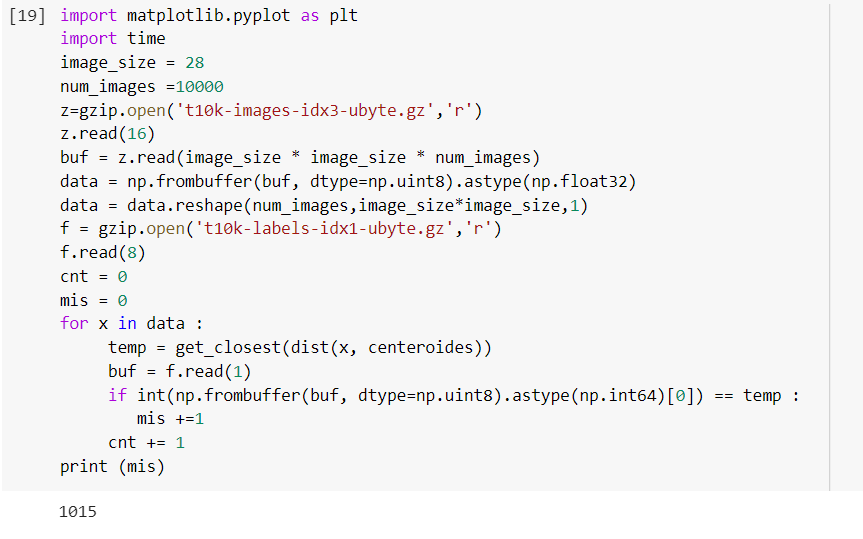 [19] import matplotlib.pyplot as plt
import time
image_size = 28
num_images =10000
z=gzip.open('t10k-images-idx3-ubyte.gz','r')
z.read(16)
buf = z.read(image_size * image_size * num_images)
data = np.frombuffer(buf, dtype=np.uint8).astype(np.float32)
data = data.reshape(num_images,image_size*image_size,1)
f = gzip.open('t10k-labels-idx1-ubyte.gz','r')
f.read(8)
cnt = 0
mis = 0
for x in data :
     temp = get_closest(dist(x, centeroides))
     buf = f.read(1)
     if int(np.frombuffer(buf, dtype=np.uint8).astype(np.int64)[0]) == temp :
        mis +=1
     cnt += 1
print (mis)
1015